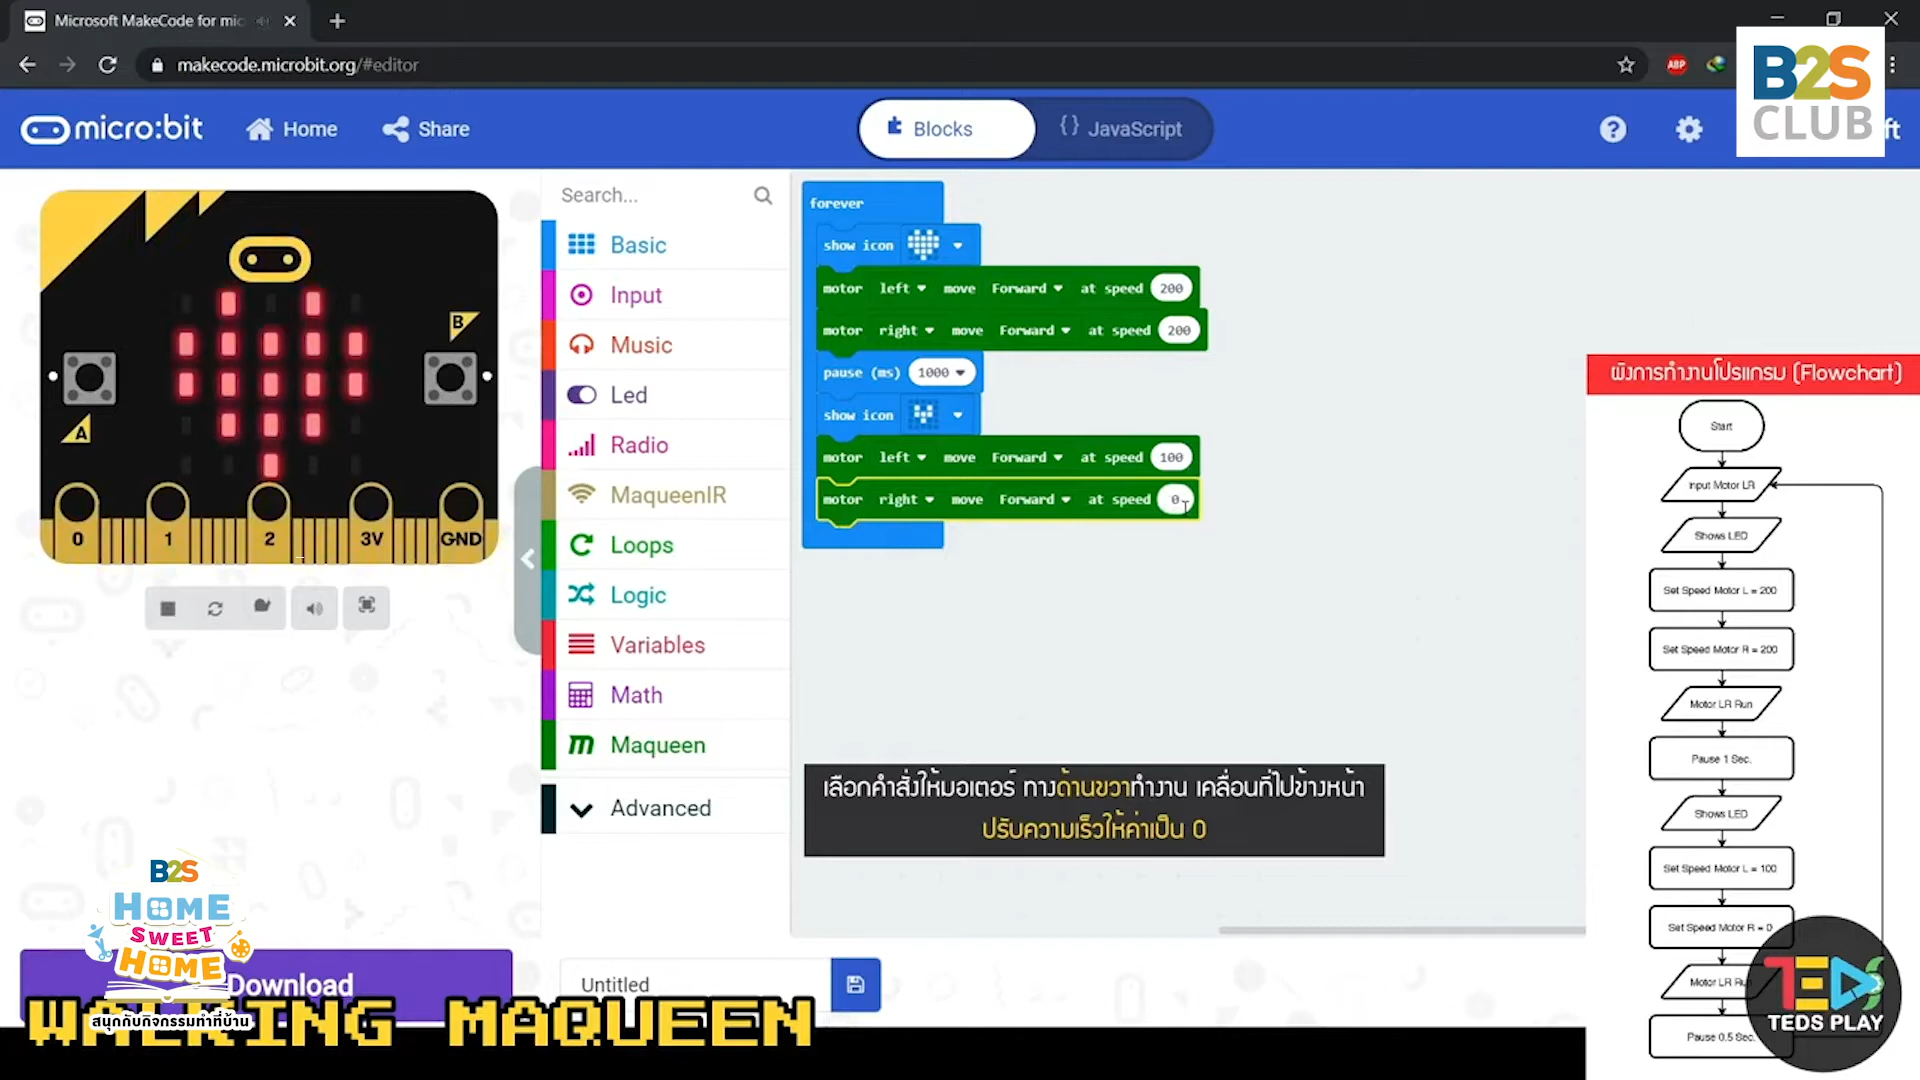 Microsoft MakeCode for mic
makecode.microbit.org/#editor
ABP
B2S
CLUB
micro:bit
Home
Share
Blocks
{} JavaScript
?
ft
Search...
Basic
Input
Music
Led
Radio
MaqueenIR
Loops
Logic
Variables
Math
Maqueen
Advanced
A
B
0
1
2
3V
GND
forever
show icon
motor left move Forward at speed 200
motor right move Forward at speed 200
pause (ms) 1000
show icon
motor left move Forward at speed 100
motor right move Forward at speed 0
เลือกคำสั่งให้มอเตอร์ ทางด้านขวาทำงาน เคลื่อนที่ไปข้างหน้า
ปรับความเร็วให้ค่าเป็น 0
ผังการทำงานโปรแกรม (Flowchart)
Start
Input Motor LR
Shows LED
Set Speed Motor L = 200
Set Speed Motor R = 200
Motor LR Run
Pause 1 Sec.
Shows LED
Set Speed Motor L = 100
Set Speed Motor R = 0
Motor LR Ru
Pause 0.5 Sec.
TEDS
TEDS PLAY
B2S
HOME
SWEET
HOME
สนุกกับกิจกรรมทำที่บ้าน
Download
Untitled
WALKING MAQUEEN